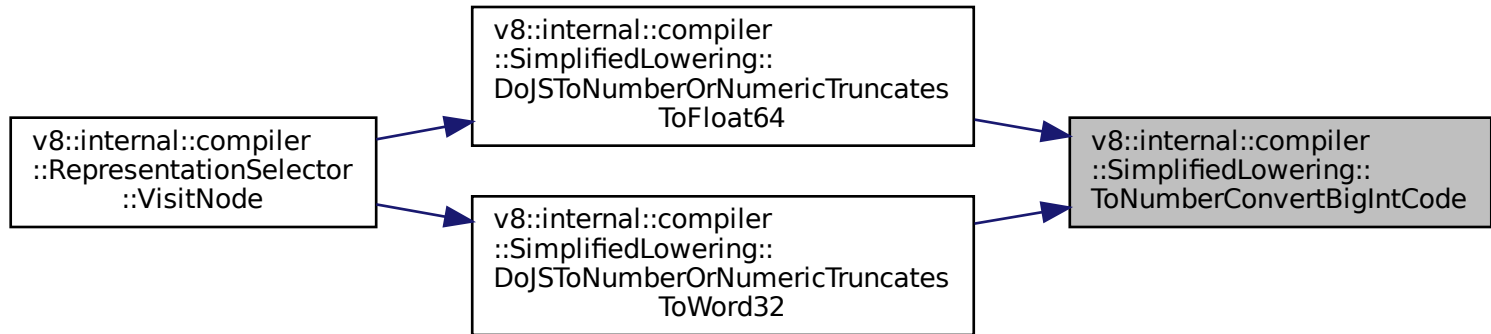 v8::internal::compiler
::SimplifiedLowering::
DoJSToNumberOrNumericTruncates
ToFloat64
v8::internal::compiler
::RepresentationSelector
::VisitNode
v8::internal::compiler
::SimplifiedLowering::
ToNumberConvertBigIntCode
v8::internal::compiler
::SimplifiedLowering::
DoJSToNumberOrNumericTruncates
ToWord32